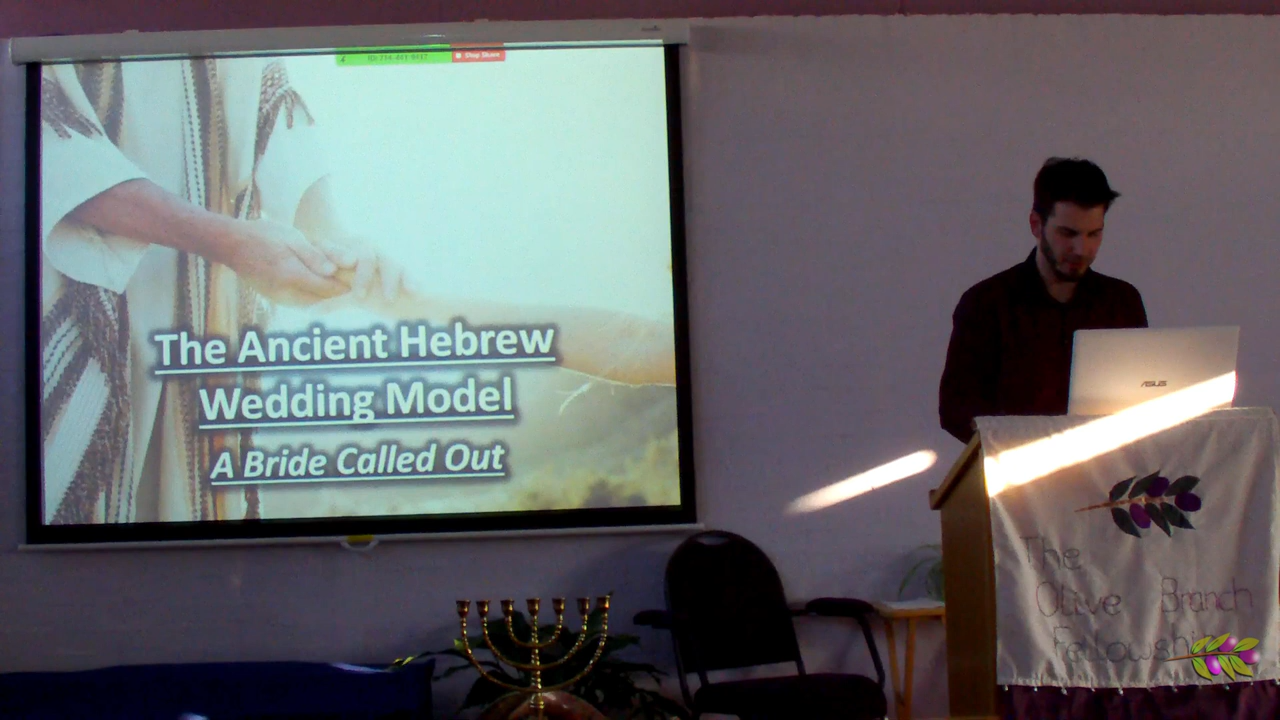 Stop Share
The Ancient Hebrew
Wedding Model
A Bride Called Out
ASUS
The
Olive Branch
Fellowship